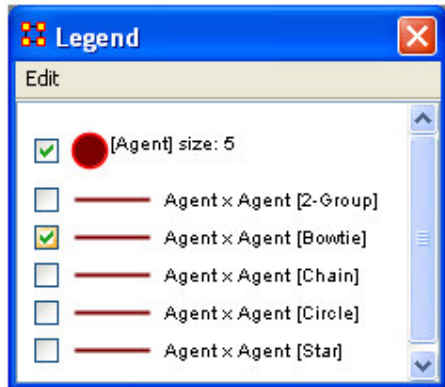 Legend
Edit
[Agent] size: 5
Agent x Agent [2-Group]
Agent x Agent [Bowtie]
Agent x Agent [Chain]
Agent x Agent [Circle]
Agent x Agent [Star]